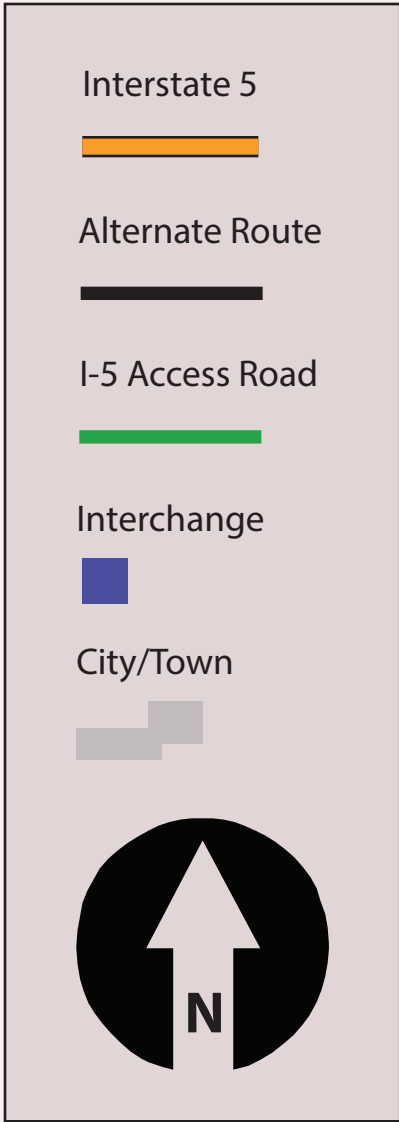 Interstate 5
Alternate Route
I-5 Access Road
Interchange
City/Town
N